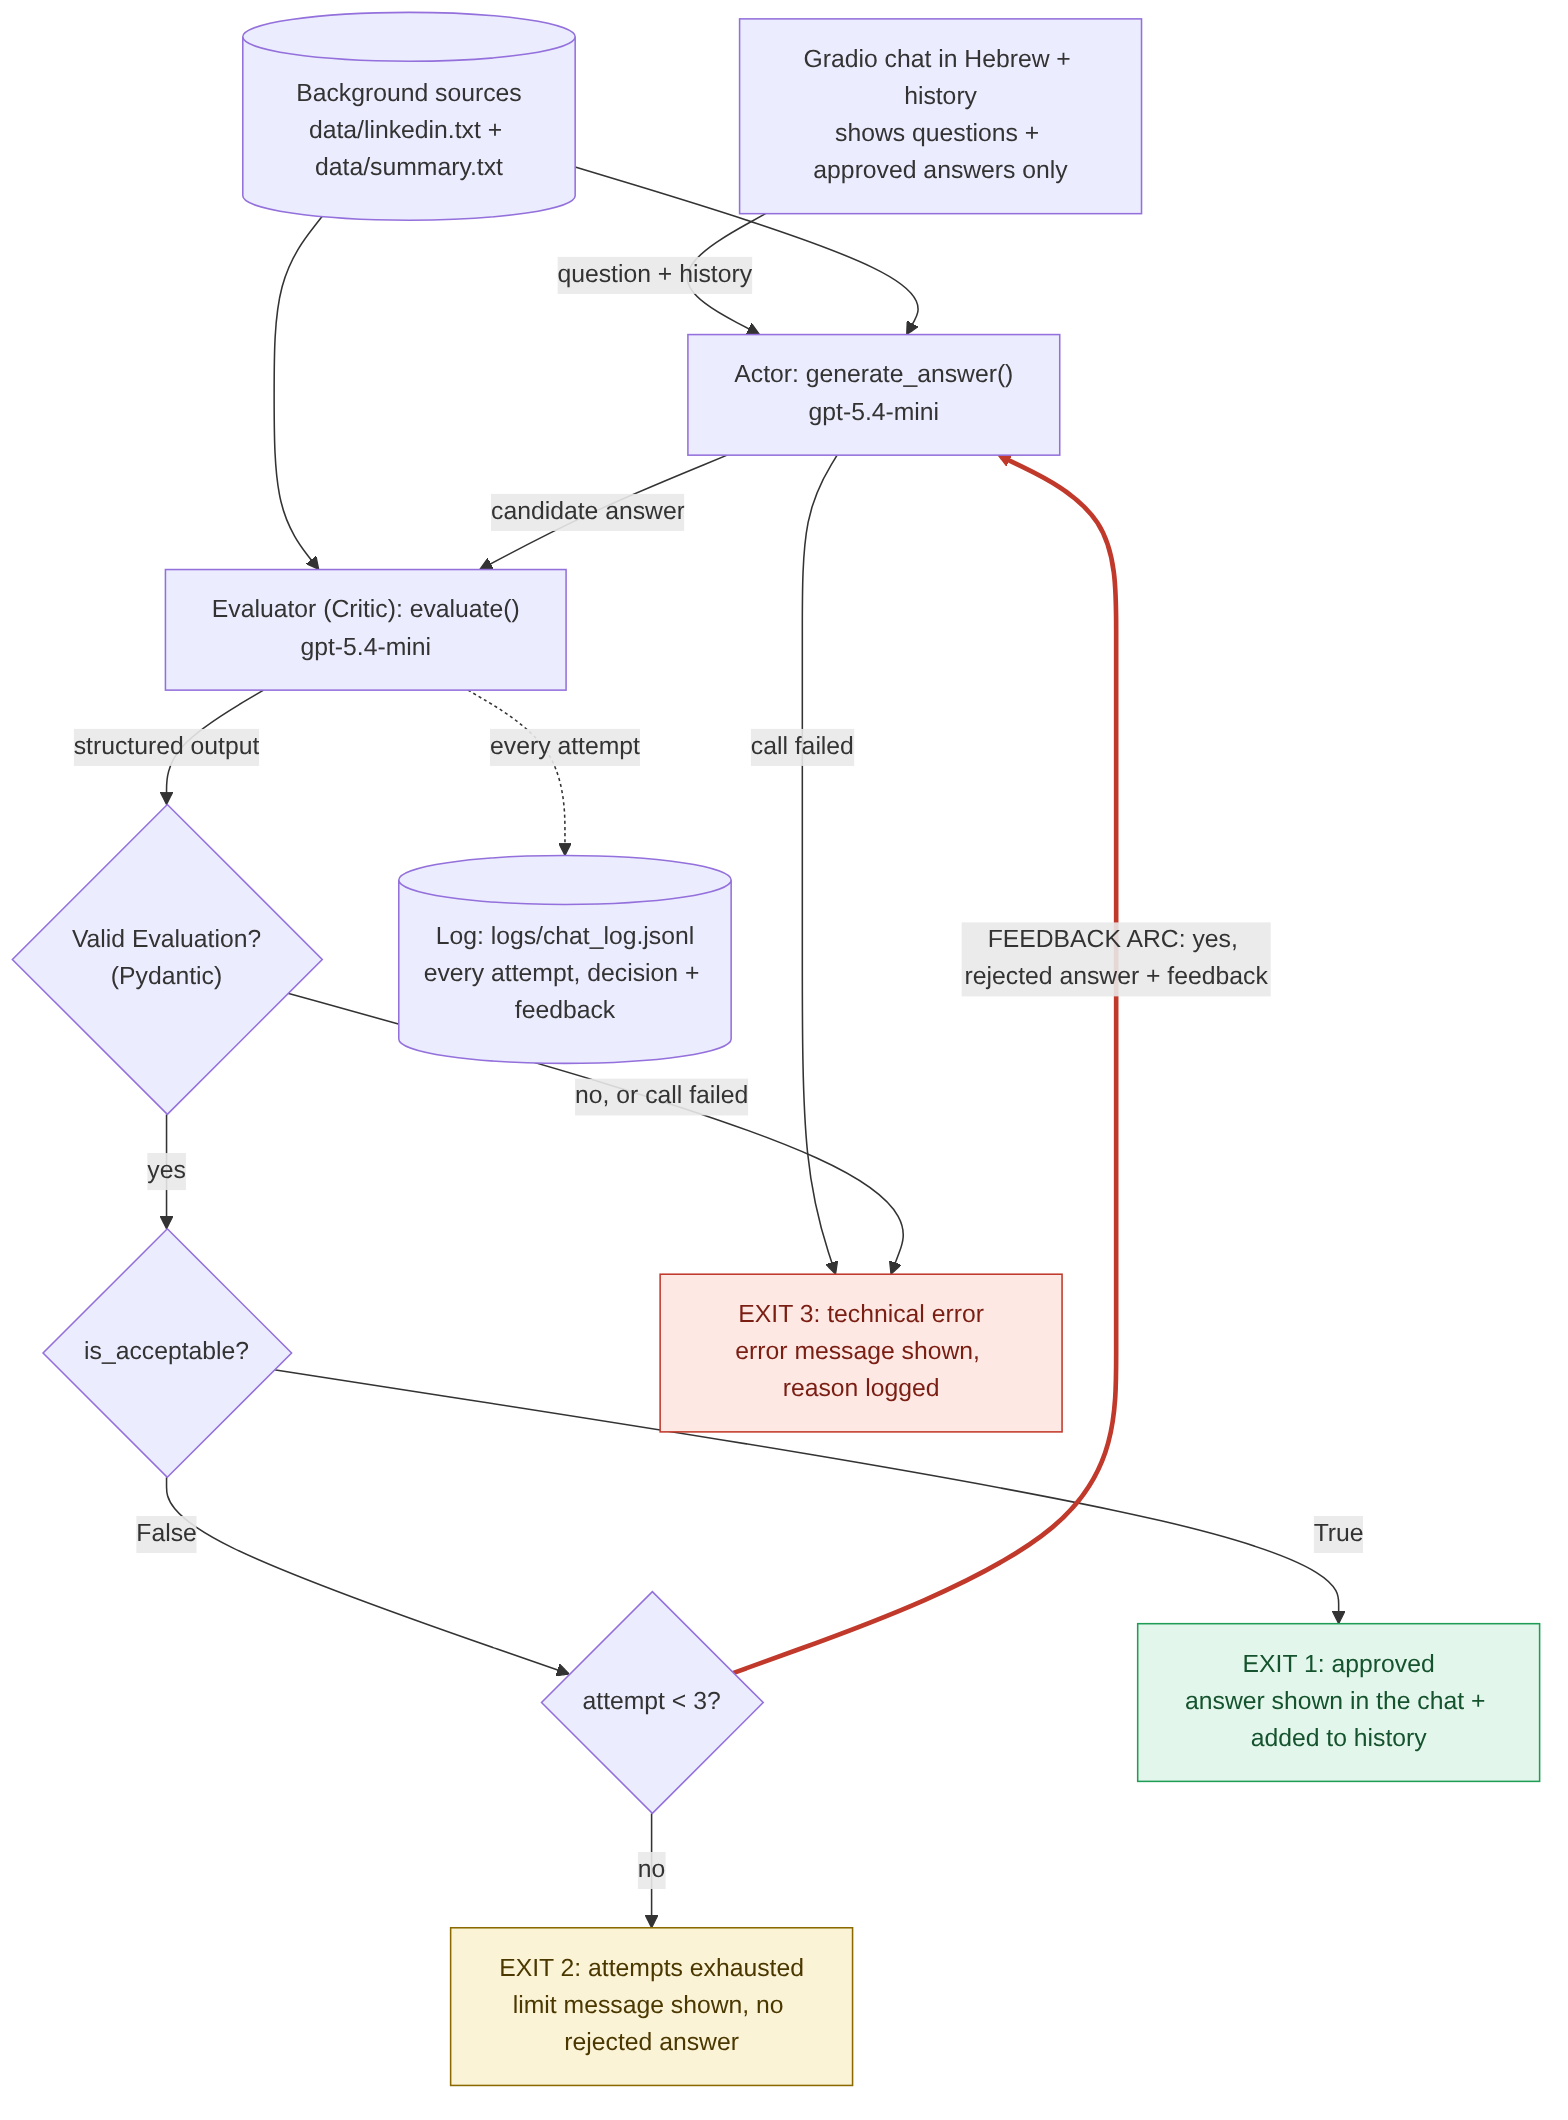 Background sources
data/linkedin.txt +
data/summary.txt
Gradio chat in Hebrew +
history
shows questions +
approved answers only
question + history
Actor: generate_answer()
gpt-5.4-mini
candidate answer
Evaluator (Critic): evaluate()
gpt-5.4-mini
structured output
every attempt
call failed
Valid Evaluation?
(Pydantic)
Log: logs/chat_log.jsonl
every attempt, decision +
feedback
FEEDBACK ARC: yes,
rejected answer + feedback
no, or call failed
yes
is_acceptable?
EXIT 3: technical error
error message shown,
reason logged
False
True
attempt < 3?
EXIT 1: approved
answer shown in the chat +
added to history
no
EXIT 2: attempts exhausted
limit message shown, no
rejected answer